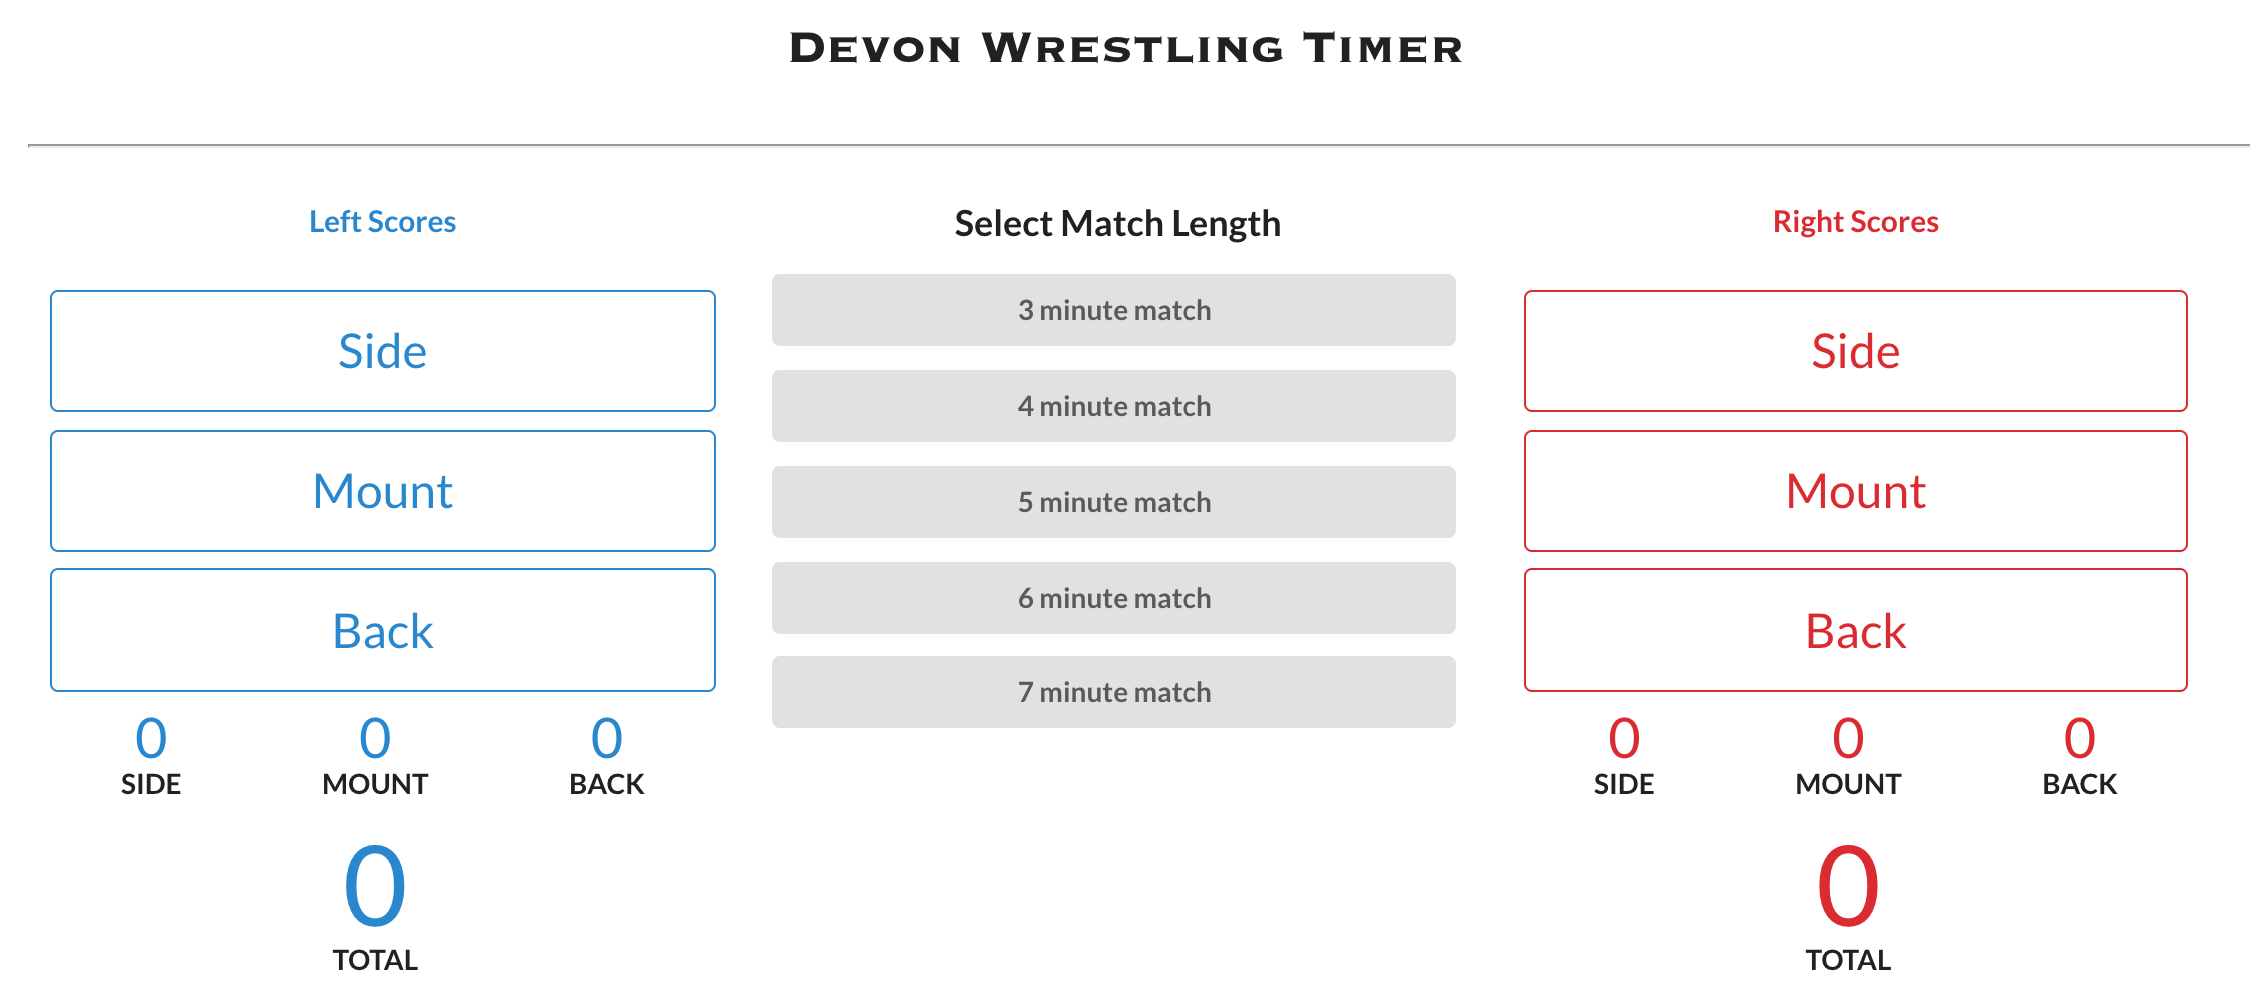 Devon Wrestling Timer
Left Scores
Side
Mount
Back
0 0 0
SIDE MOUNT BACK
0
TOTAL
Select Match Length
3 minute match
4 minute match
5 minute match
6 minute match
7 minute match
Right Scores
Side
Mount
Back
0 0 0
SIDE MOUNT BACK
0
TOTAL